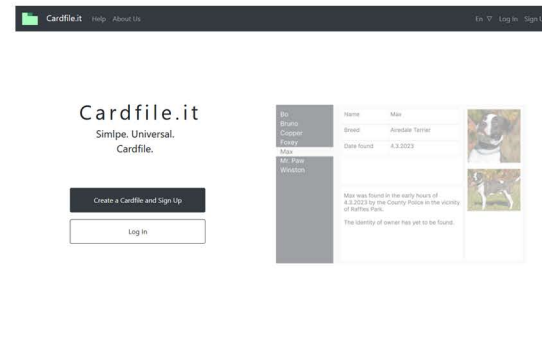 Cardfile.it Help About Us En Log In Sign U
Cardfile.it
Simlpe. Universal.
Cardfile.
Create a Cardfile and Sign Up
Log In
Bo
Bruno
Copper
Foxey
Max
Mr. Paw
Winston
Name Max
Breed Airedale Terrier
Date found 4.3.2023
Max was found in the early hours of
4.3.2023 by the County Police in the vicinity
of Raffles Park.
The identity of owner has yet to be found.